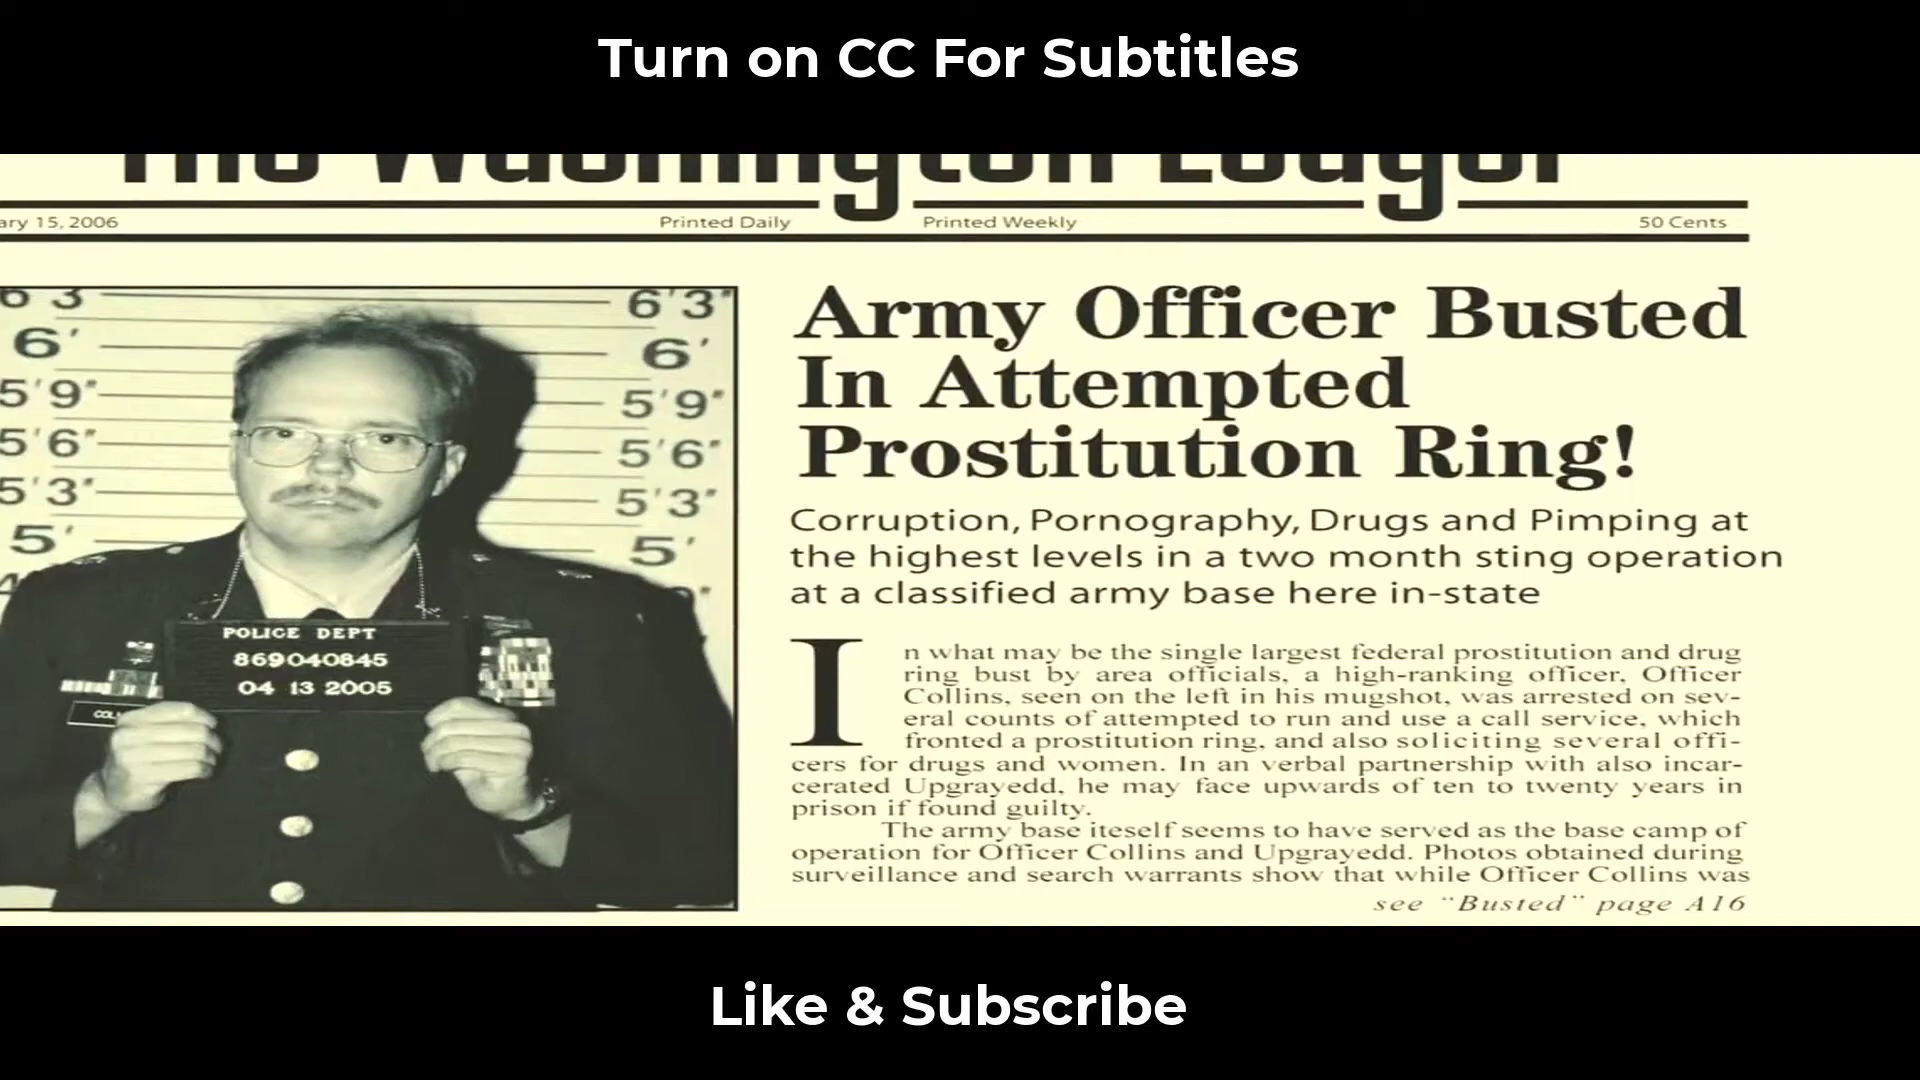 Turn on CC For Subtitles
The Washington Ledger
ary 15, 2006 Printed Daily Printed Weekly 50 Cents
6'3" 6'
5'9"
5'6"
5'3"
5'
6'3"
6'
5'9"
5'6"
5'3"
5'
POLICE DEPT
869040845
04 13 2005
Army Officer Busted
In Attempted
Prostitution Ring!
Corruption, Pornography, Drugs and Pimping at
the highest levels in a two month sting operation
at a classified army base here in-state
In what may be the single largest federal prostitution and drug
ring bust by area officials, a high-ranking officer, Officer
Collins, seen on the left in his mugshot, was arrested on sev-
eral counts of attempted to run and use a call service, which
fronted a prostitution ring, and also soliciting several offi-
cers for drugs and women. In an verbal partnership with also incar-
cerated Upgrayedd, he may face upwards of ten to twenty years in
prison if found guilty.
The army base iteself seems to have served as the base camp of
operation for Officer Collins and Upgrayedd. Photos obtained during
surveillance and search warrants show that while Officer Collins was
see "Busted" page A16
Like & Subscribe